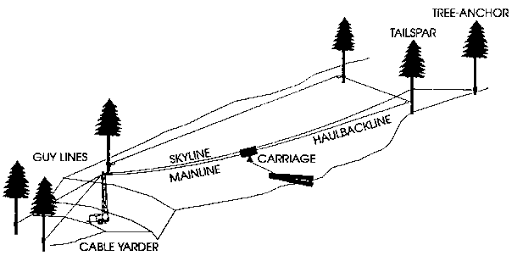 TREE-ANCHOR
TAILSPAR
HAULBACKLINE
SKYLINE
GUY LINES
CARRIAGE
MAINLINE
CABLE YARDER